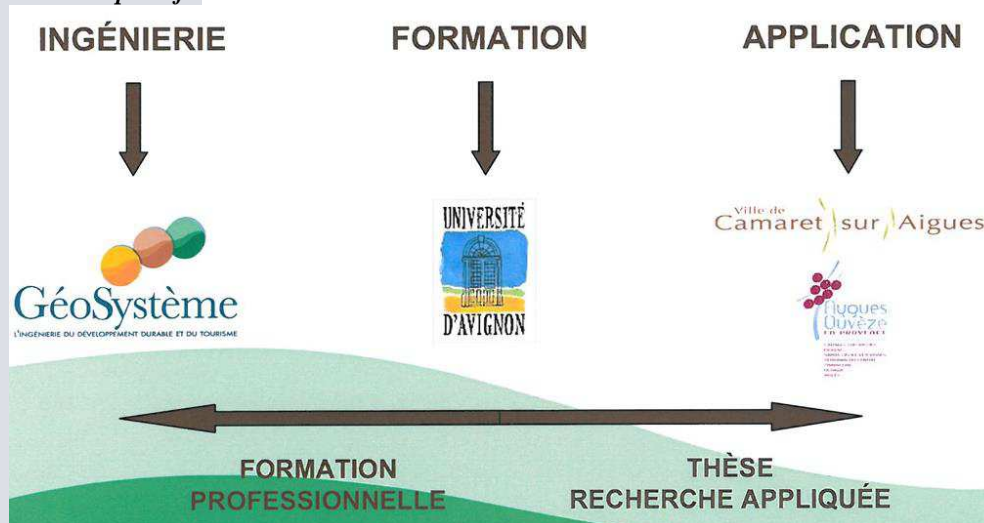 INGÉNIERIE
FORMATION
APPLICATION
UNIVERSITÉ
D'AVIGNON
Ville de
Camaret sur Aigues
GéoSystème
L'INGÉNIERIE DU DÉVELOPPEMENT DURABLE ET DU TOURISME
Aygues
Ouvèze
EN PROVENCE
FORMATION
PROFESSIONNELLE
THÈSE
RECHERCHE APPLIQUÉE